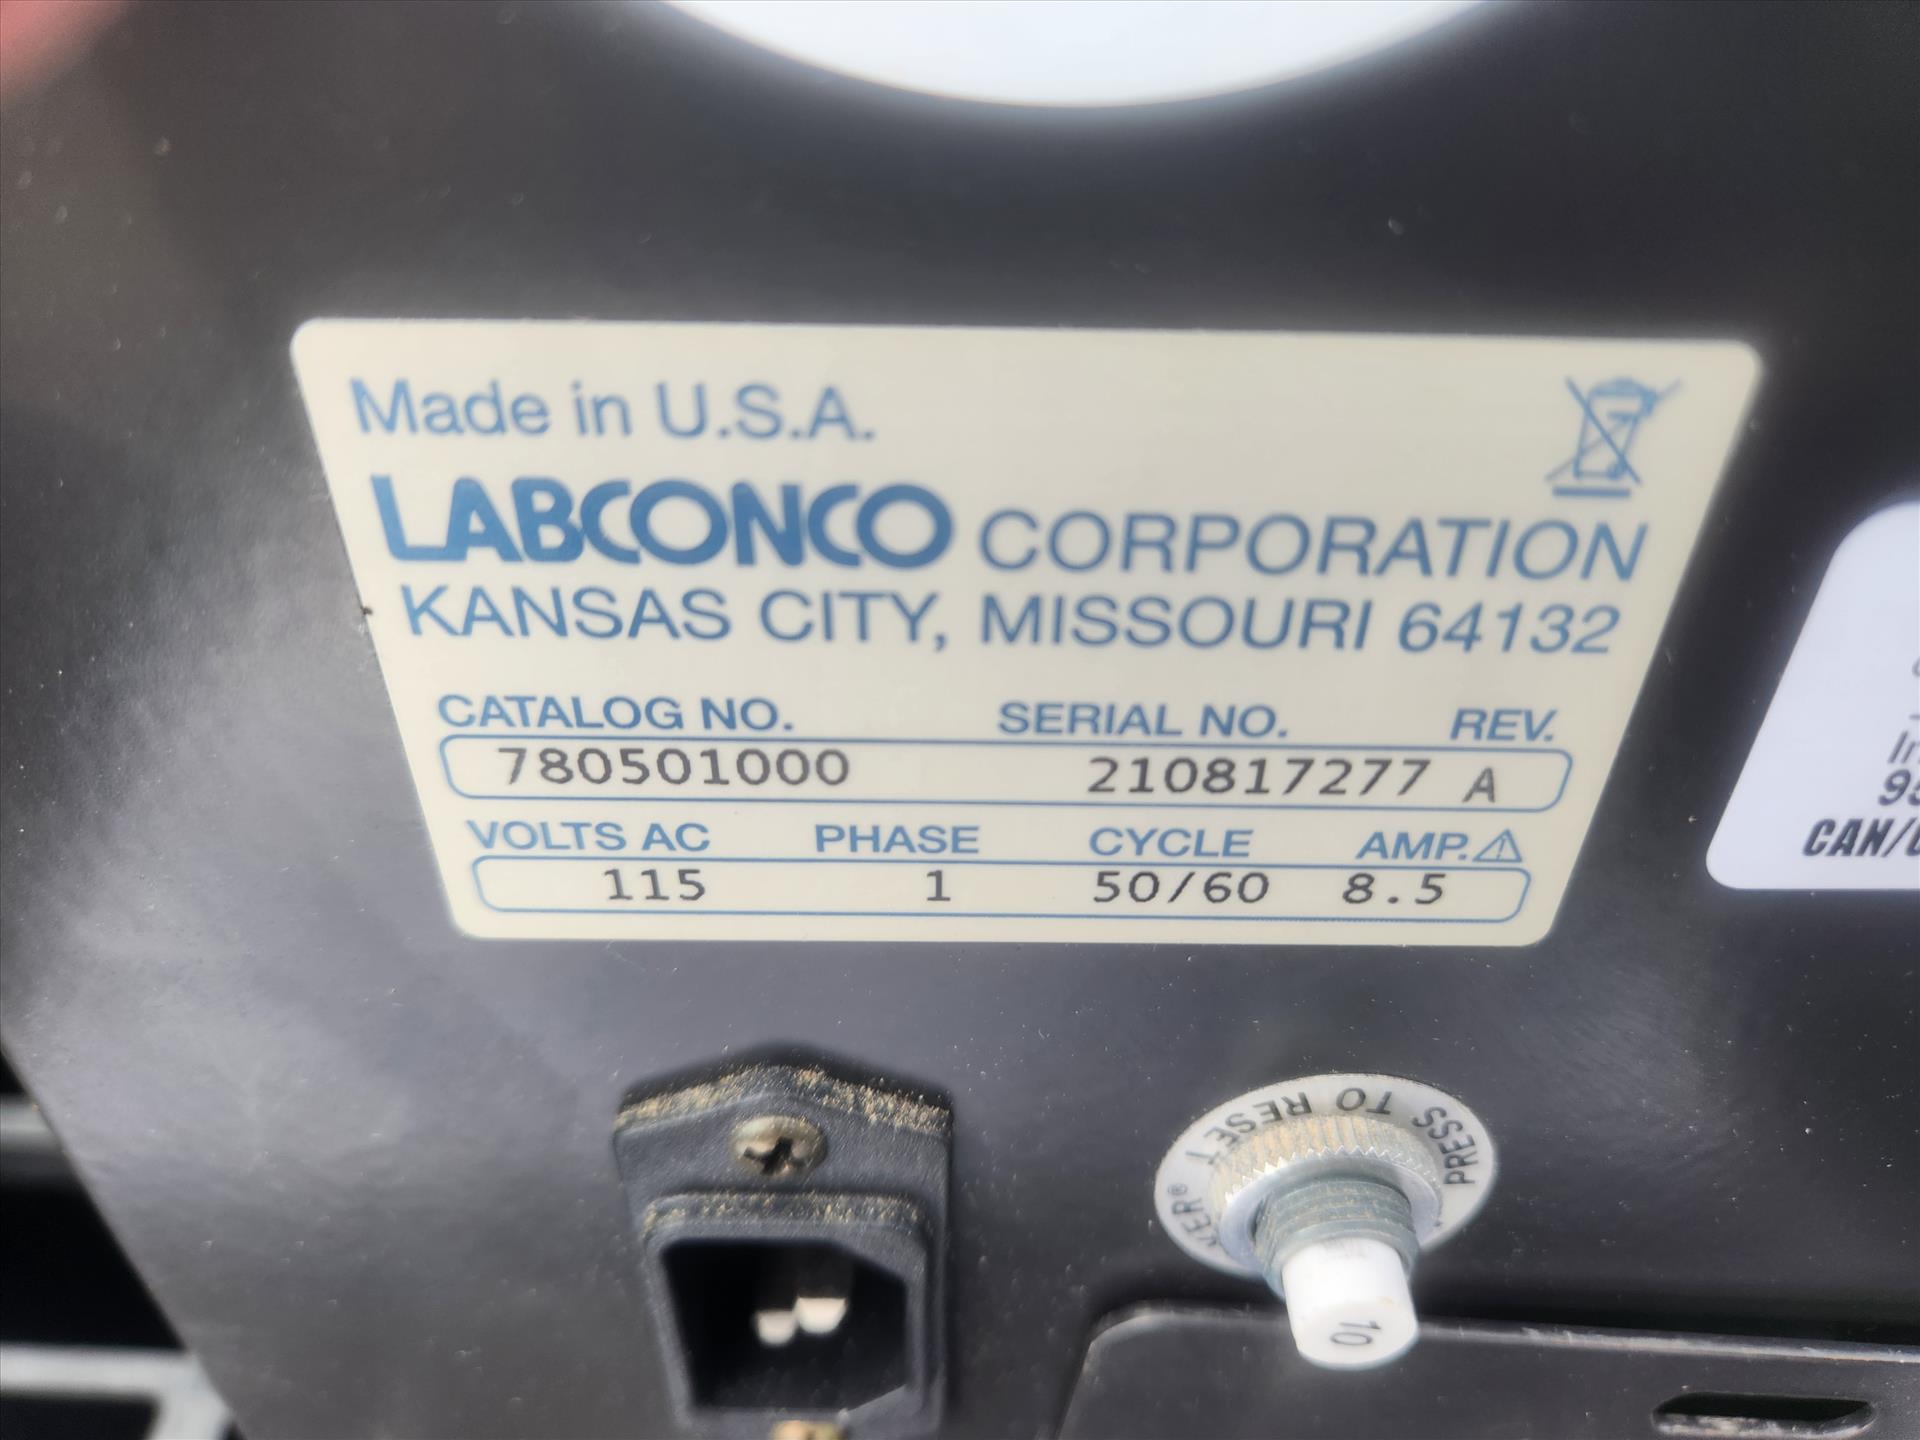 Made in U.S.A.
LABCONCO CORPORATION
KANSAS CITY, MISSOURI 64132
CATALOG NO. SERIAL NO. REV.
780501000 210817277 A
VOLTS AC PHASE CYCLE AMP.
115 1 50/60 8.5
CAN/
PRESS TO RESET
10